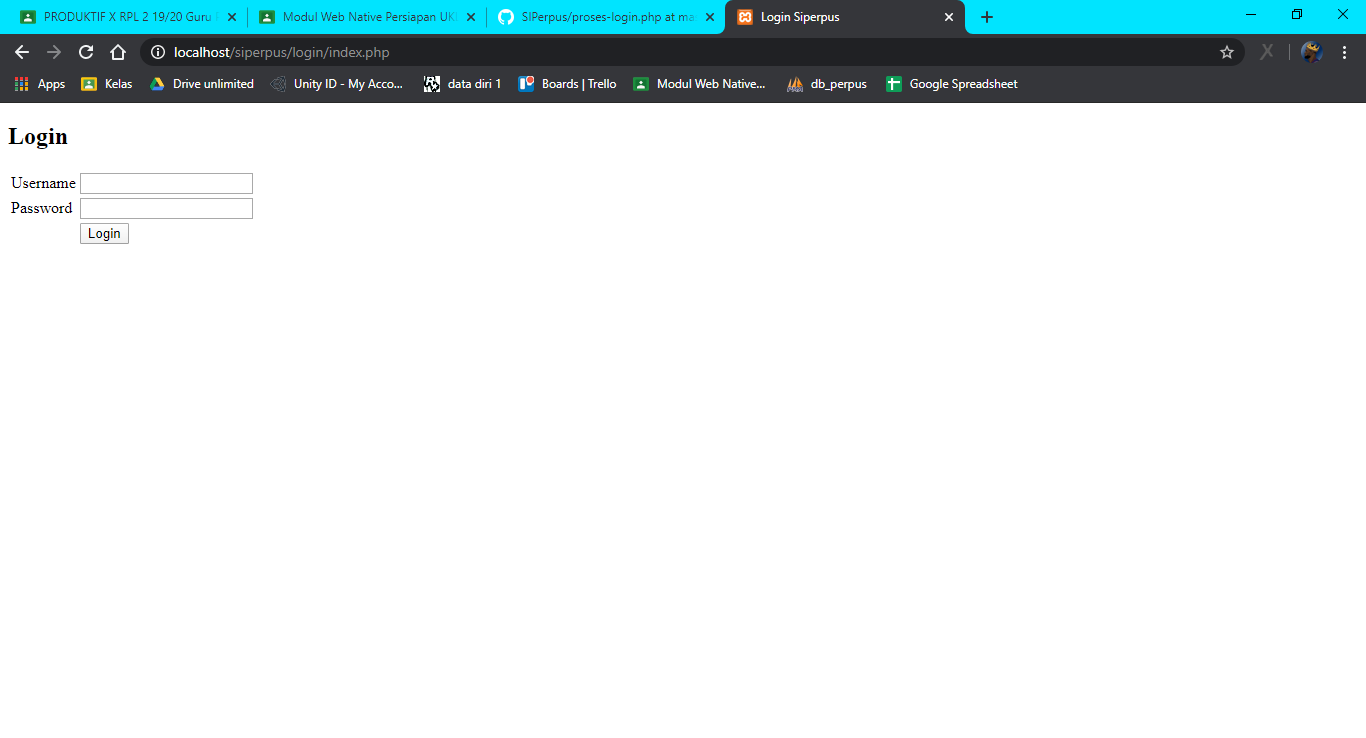 PRODUKTIF X RPL 2 19/20 Guru
Modul Web Native Persiapan UK
SIPerpus/proses-login.php at ma
Login Siperpus
localhost/siperpus/login/index.php
Apps
Kelas
Drive unlimited
Unity ID - My Acco...
data diri 1
Boards | Trello
Modul Web Native...
db_perpus
Google Spreadsheet
Login
Username
Password
Login